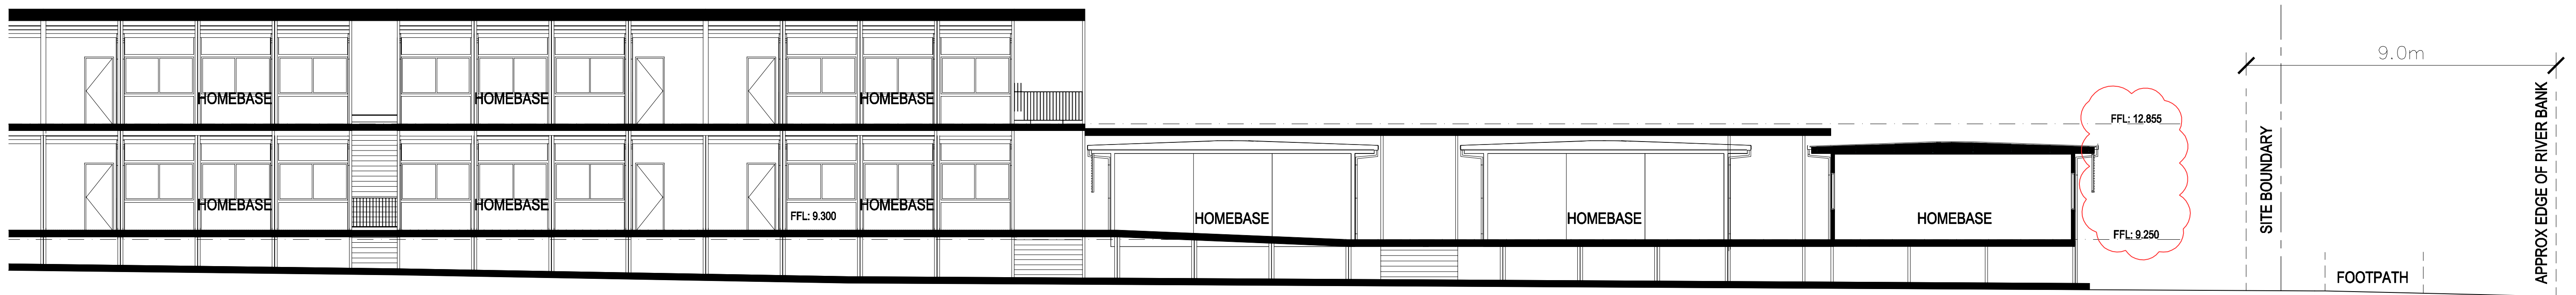 9.0m
HOMEBASE
HOMEBASE
HOMEBASE
FFL: 12.855
SITE BOUNDARY
APPROX EDGE OF RIVER BANK
HOMEBASE
HOMEBASE
FFL: 9.300
HOMEBASE
HOMEBASE
HOMEBASE
HOMEBASE
FFL: 9.250
FOOTPATH